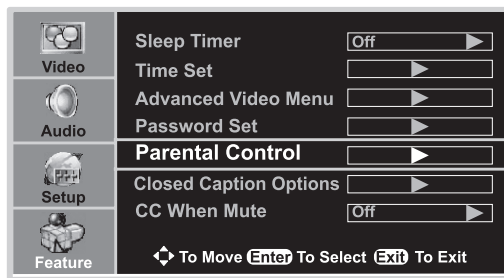 Video
Audio
Setup
Feature
Sleep Timer Off
Time Set
Advanced Video Menu
Password Set
Parental Control
Closed Caption Options
CC When Mute Off
To Move Enter To Select Exit To Exit